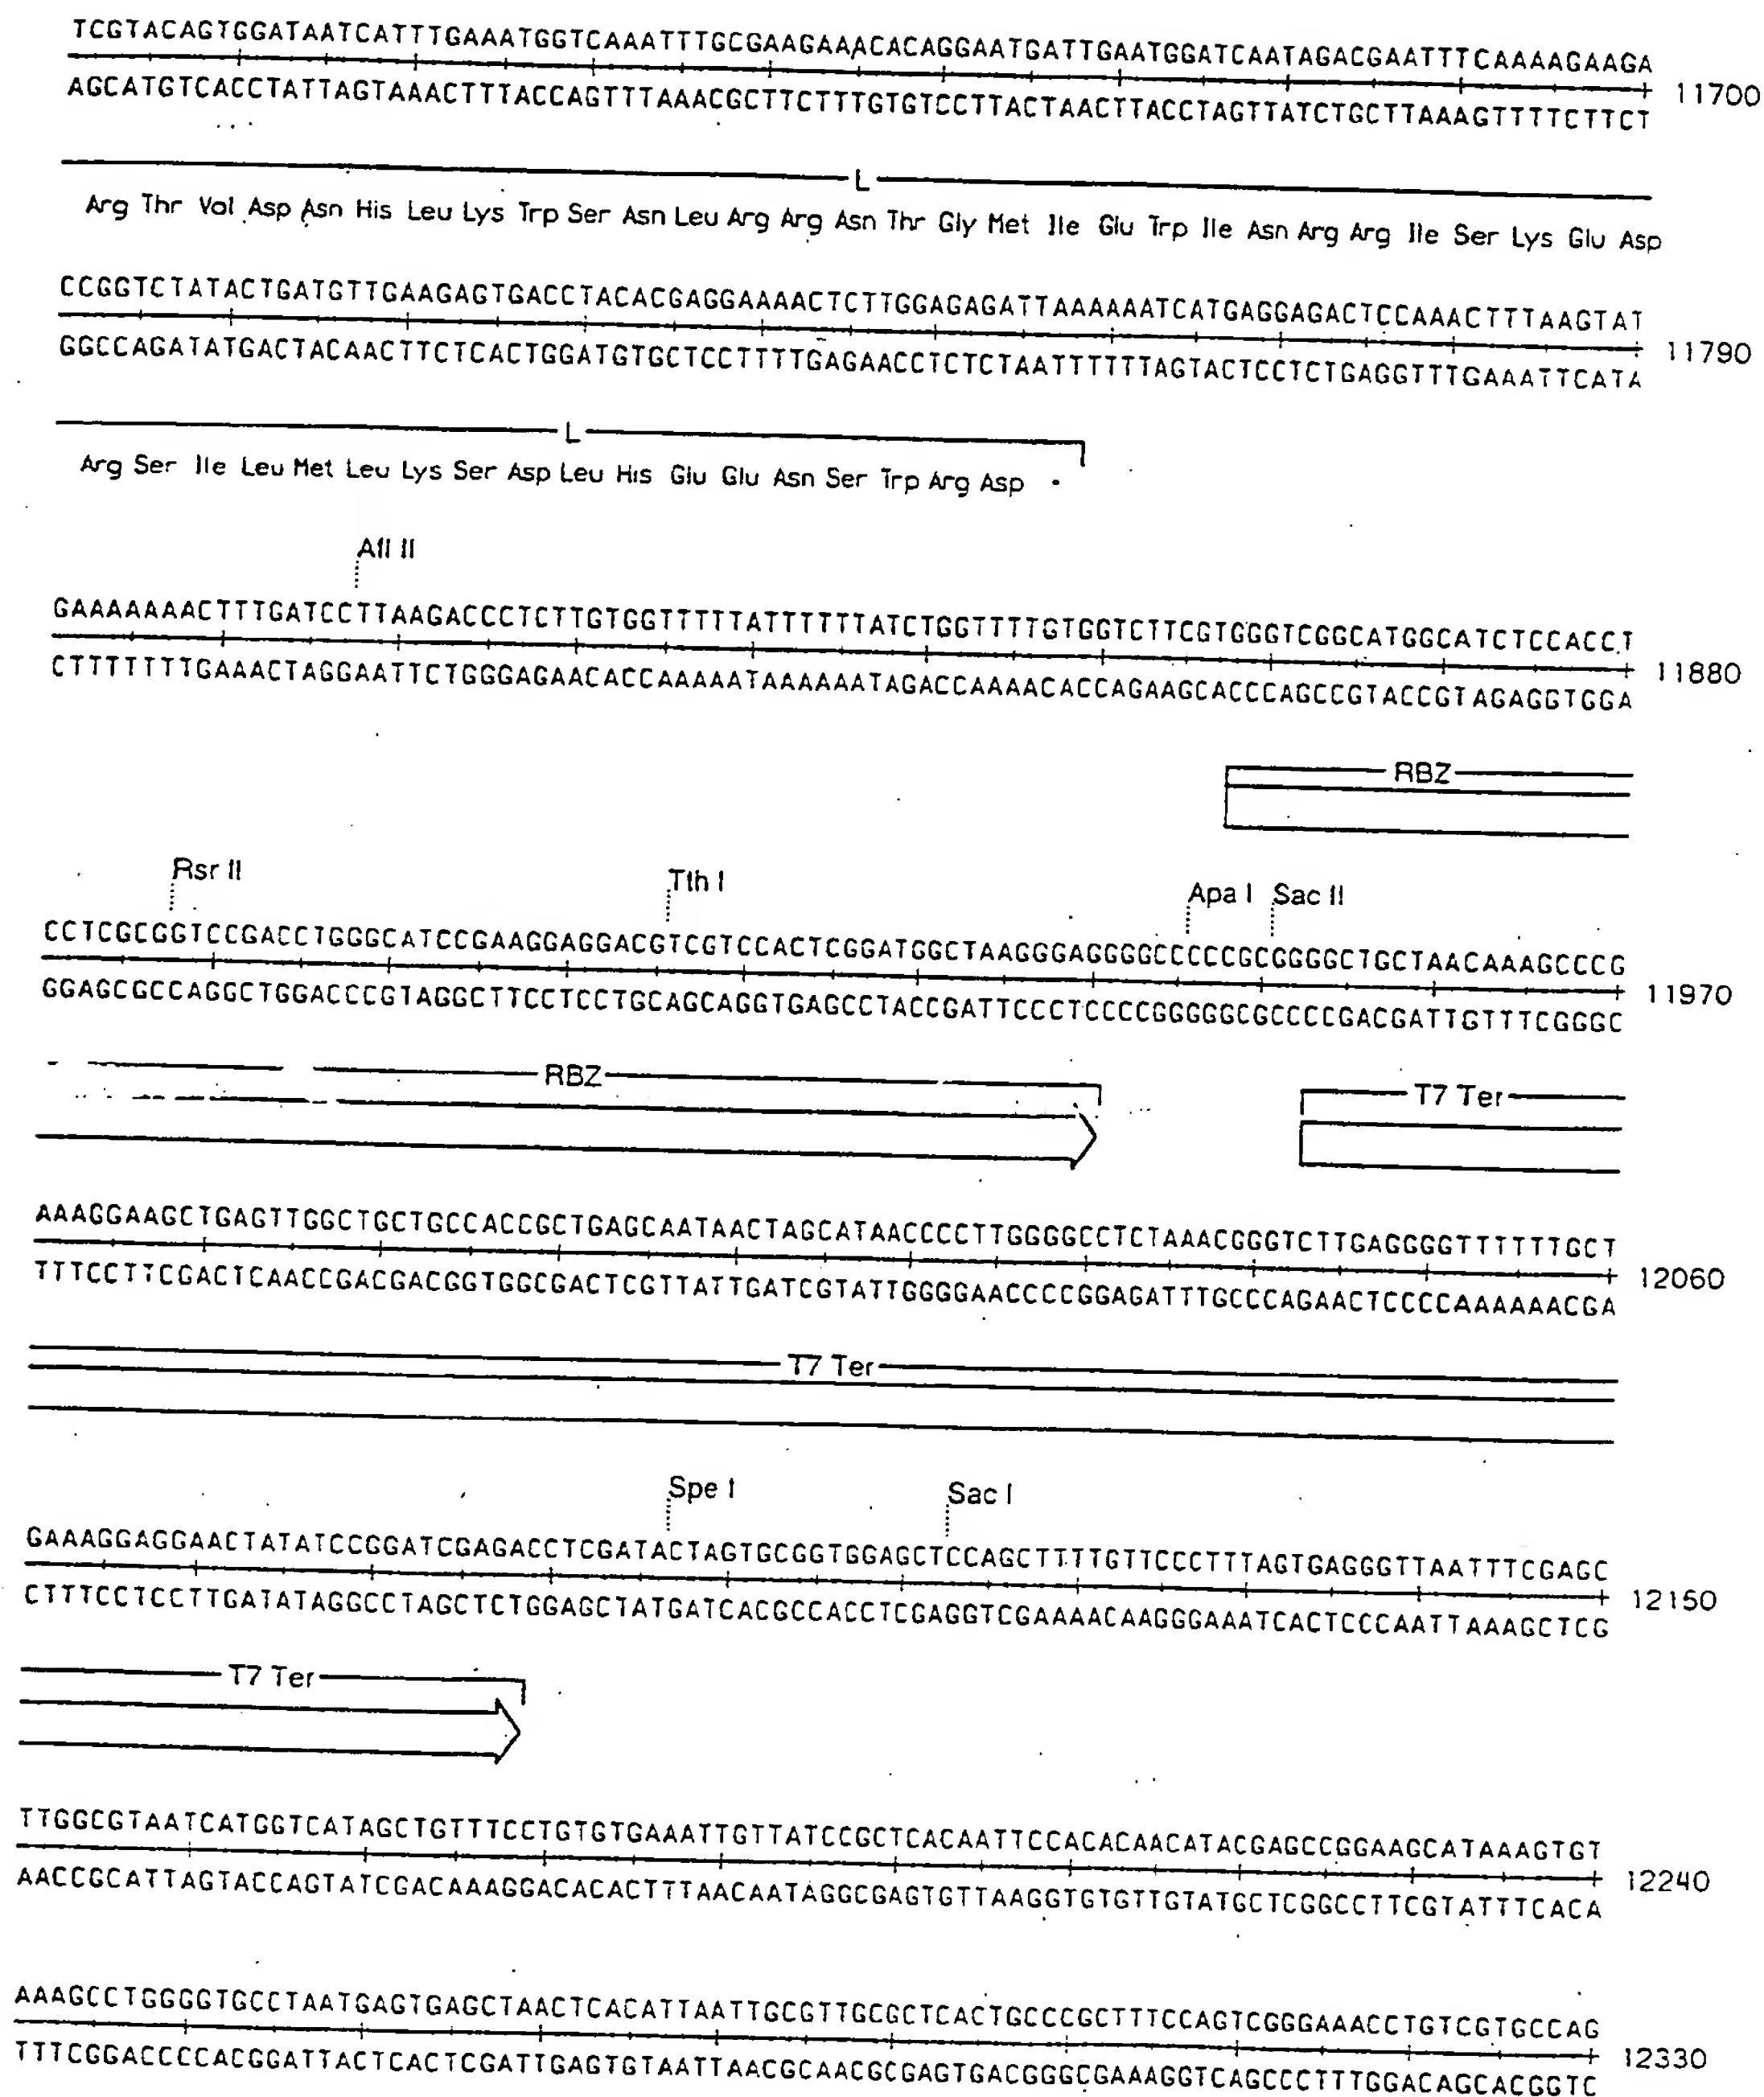 TCGTACAGTGGATAATCATTTGAAATGGTCAAATTTGCGAAGAAACACAGGAATGATTGAATGGATCAATAGACGAATTTCAAAAGAAGA
11700
AGCATGTCACCTATTAGTAAACTTTACCAGTTTAAACGCTTCTTTGTGTCCTTACTAACTTACCTAGTTATCTGCTTAAAGTTTTCTTCT
L
Arg Thr Val Asp Asn His Leu Lys Trp Ser Asn Leu Arg Arg Asn Thr Gly Met Ile Glu Trp Ile Asn Arg Arg Ile Ser Lys Glu Asp
CCGGTCTATACTGATGTTGAAGAGTGACCTACACGAGGAAAACTCTTGGAGAGATTAAAAAATCATGAGGAGACTCCAAACTTTAAGTAT
11790
GGCCAGATATGACTACAACTTCTCACTGGATGTGCTCCTTTTGAGAACCTCTCTAATTTTTTAGTACTCCTCTGAGGTTTGAAATTCATA
L
Arg Ser Ile Leu Met Leu Lys Ser Asp Leu His Glu Glu Asn Ser Trp Arg Asp .
Afl II
GAAAAAAACTTTGATCCTTAAGACCCTCTTGTGGTTTTTATTTTTTATCTGGTTTTGTGGTCTTCGTGGGTCGGCATGGCATCTCCACCT
11880
CTTTTTTTGAAACTAGGAATTCTGGGAGAACACCAAAAATAAAAAATAGACCAAAACACCAGAAGCACCCAGCCGTACCGTAGAGGTGGA
RBZ
Rsr II Tth I Apa I Sac II
CCTCGCGGTCCGACCTGGGCATCCGAAGGAGGACGTCGTCCACTCGGATGGCTAAGGGAGGGGCCCCCGCGGGGCTGCTAACAAAGCCCG
11970
GGAGCGCCAGGCTGGACCCGTAGGCTTCCTCCTGCAGCAGGTGAGCCTACCGATTCCCTCCCCGGGGGCGCCCCGACGATTGTTTCGGGC
RBZ T7 Ter
AAAGGAAGCTGAGTTGGCTGCTGCCACCGCTGAGCAATAACTAGCATAACCCCTTGGGGCCTCTAAACGGGTCTTGAGGGGTTTTTTGCT
12060
TTTCCTTCGACTCAACCGACGACGGTGGCGACTCGTTATTGATCGTATTGGGGAACCCCGGAGATTTGCCCAGAACTCCCCAAAAAACGA
T7 Ter
Spe I Sac I
GAAAGGAGGAACTATATCCGGATCGAGACCTCGATACTAGTGCGGTGGAGCTCCAGCTTTTGTTCCCTTTAGTGAGGGTTAATTTCGAGC
12150
CTTTCCTCCTTGATATAGGCCTAGCTCTGGAGCTATGATCACGCCACCTCGAGGTCGAAAACAAGGGAAATCACTCCCAATTAAAGCTCG
T7 Ter
TTGGCGTAATCATGGTCATAGCTGTTTCCTGTGTGAAATTGTTATCCGCTCACAATTCCACACAACATACGAGCCGGAAGCATAAAGTGT
12240
AACCGCATTAGTACCAGTATCGACAAAGGACACACTTTAACAATAGGCGAGTGTTAAGGTGTGTTGTATGCTCGGCCTTCGTATTTCACA
AAAGCCTGGGGTGCCTAATGAGTGAGCTAACTCACATTAATTGCGTTGCGCTCACTGCCCGCTTTCCAGTCGGGAAACCTGTCGTGCCAG
12330
TTTCGGACCCCACGGATTACTCACTCGATTGAGTGTAATTAACGCAACGCGAGTGACGGGCGAAAGGTCAGCCCTTTGGACAGCACGGTC